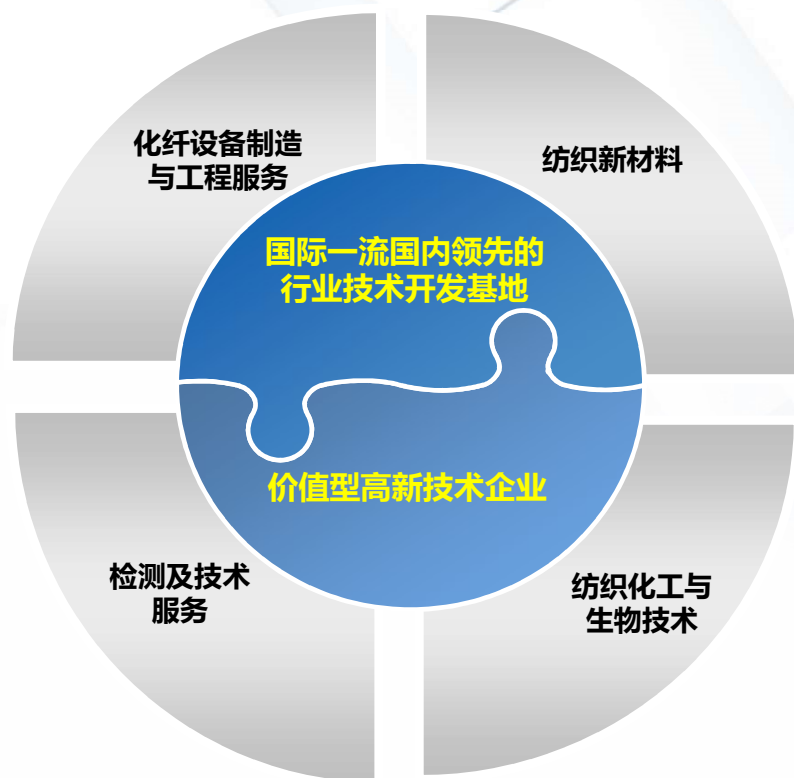 化纤设备制造
与工程服务
纺织新材料
国际一流国内领先的
行业技术开发基地
价值型高新技术企业
检测及技术
服务
纺织化工与
生物技术